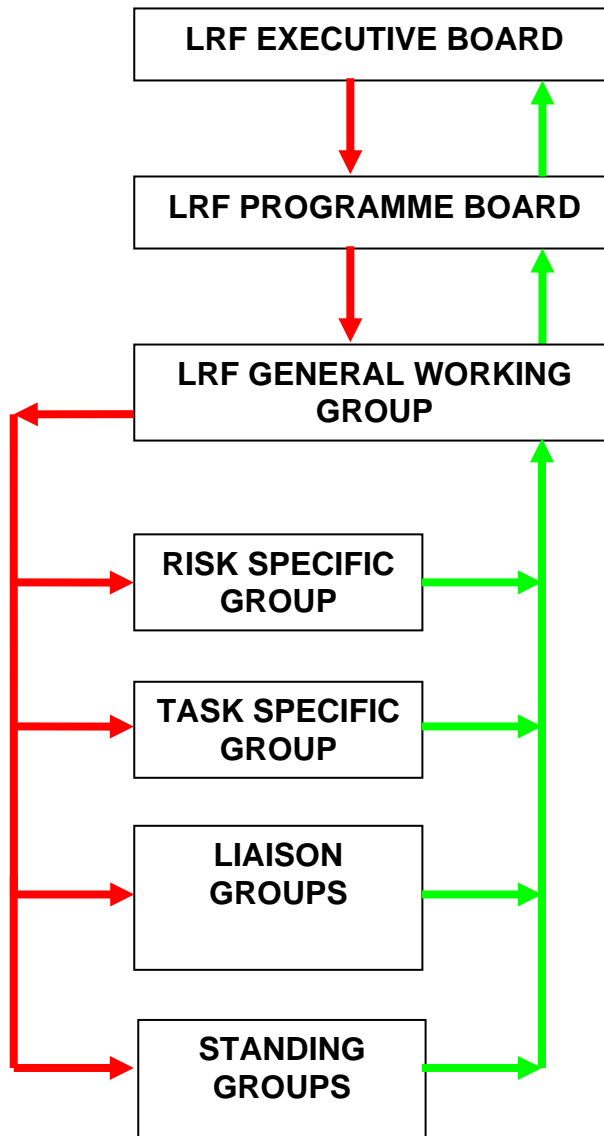 LRF EXECUTIVE BOARD
LRF PROGRAMME BOARD
LRF GENERAL WORKING
GROUP
RISK SPECIFIC
GROUP
TASK SPECIFIC
GROUP
LIAISON
GROUPS
STANDING
GROUPS